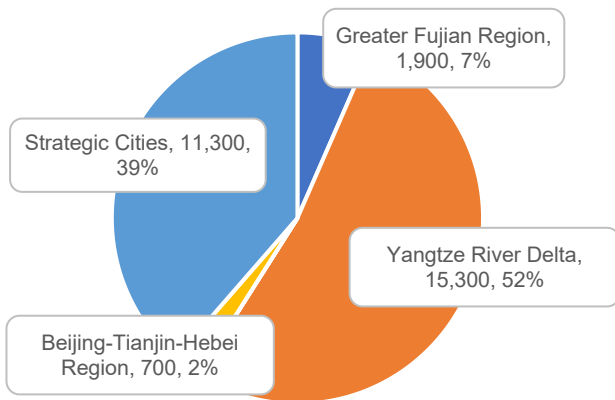 Greater Fujian Region,
1,900, 7%
Strategic Cities, 11,300,
39%
Yangtze River Delta,
15,300, 52%
Beijing-Tianjin-Hebei
Region, 700, 2%